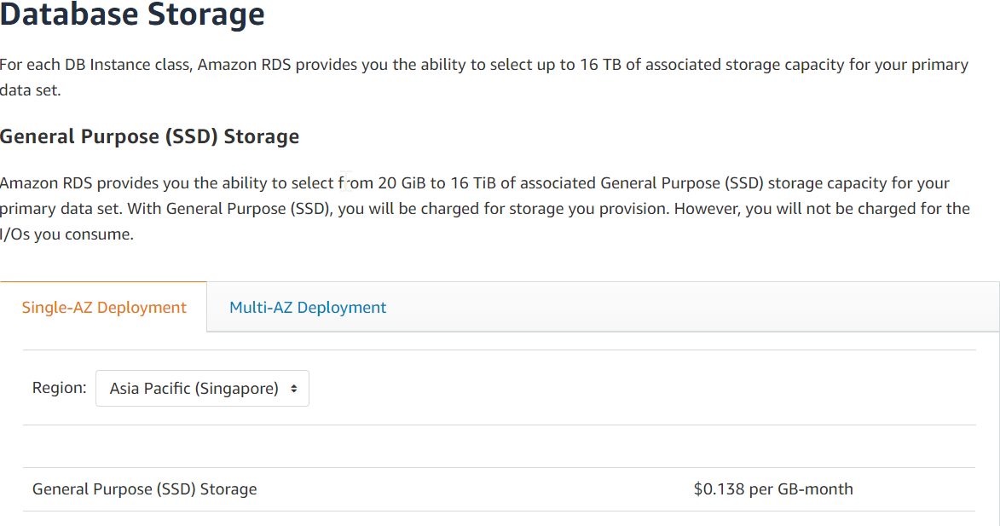 Database Storage
For each DB Instance class, Amazon RDS provides you the ability to select up to 16 TB of associated storage capacity for your primary
data set.
General Purpose (SSD) Storage
Amazon RDS provides you the ability to select from 20 GiB to 16 TiB of associated General Purpose (SSD) storage capacity for your
primary data set. With General Purpose (SSD), you will be charged for storage you provision. However, you will not be charged for the
I/Os you consume.
Single-AZ Deployment Multi-AZ Deployment
Region: Asia Pacific (Singapore)
General Purpose (SSD) Storage $0.138 per GB-month